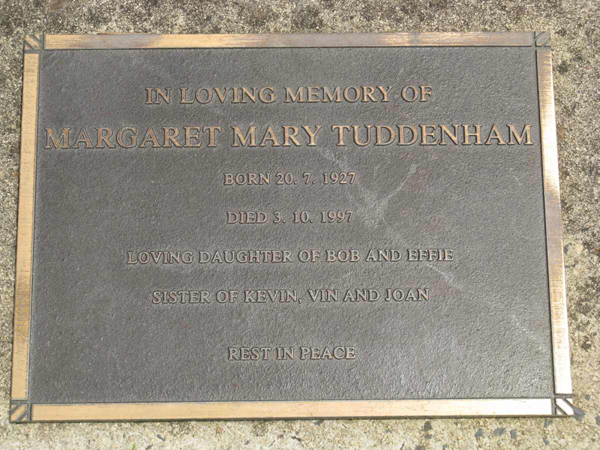 IN LOVING MEMORY OF
MARGARET MARY TUDDENHAM
BORN 20. 7. 1927
DIED 3. 10. 1997
LOVING DAUGHTER OF BOB AND EFFIE
SISTER OF KEVIN, VIN AND JOAN
REST IN PEACE